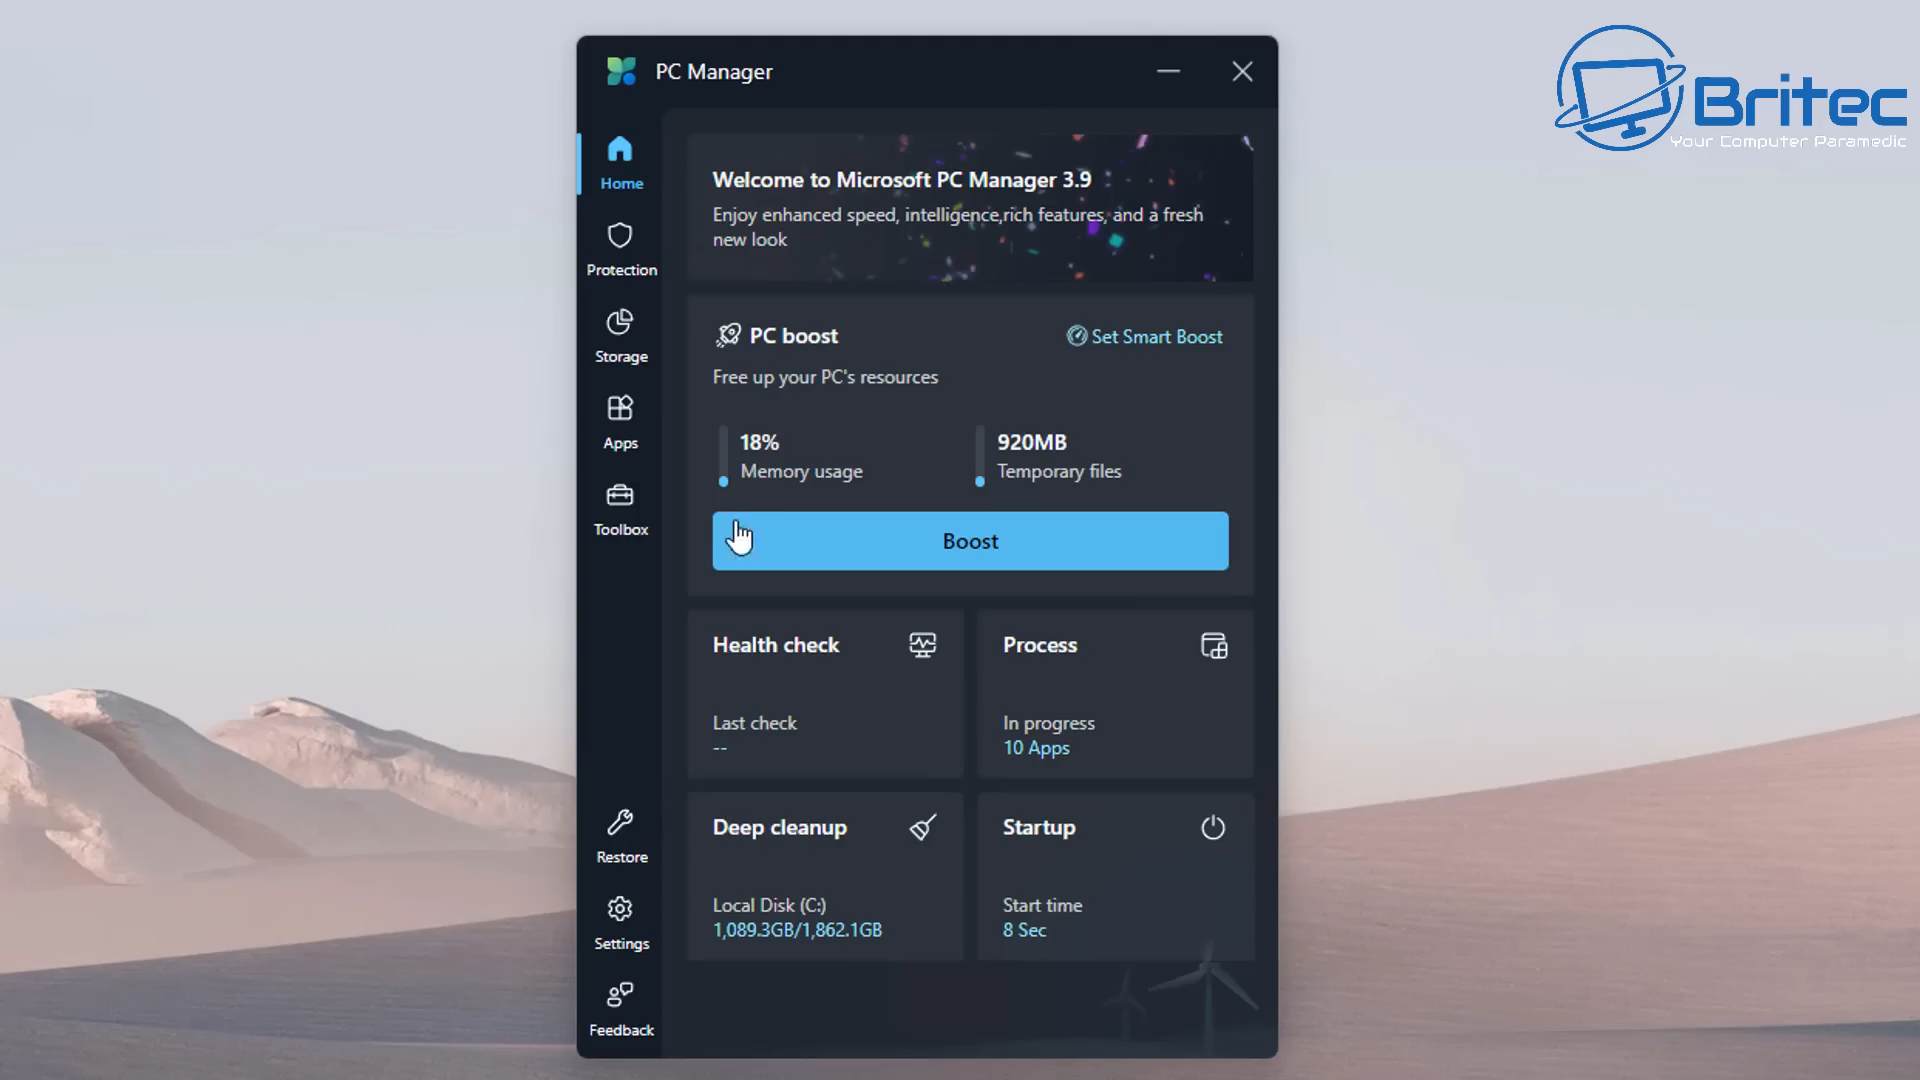 PC Manager
Britec
Your Computer Paramedic
Home
Protection
Storage
Apps
Toolbox
Restore
Settings
Feedback
Welcome to Microsoft PC Manager 3.9
Enjoy enhanced speed, intelligence,rich features, and a fresh
new look
PC boost
Set Smart Boost
Free up your PC's resources
18%
Memory usage
920MB
Temporary files
Boost
Health check
Last check
--
Process
In progress
10 Apps
Deep cleanup
Local Disk (C:)
1,089.3GB/1,862.1GB
Startup
Start time
8 Sec